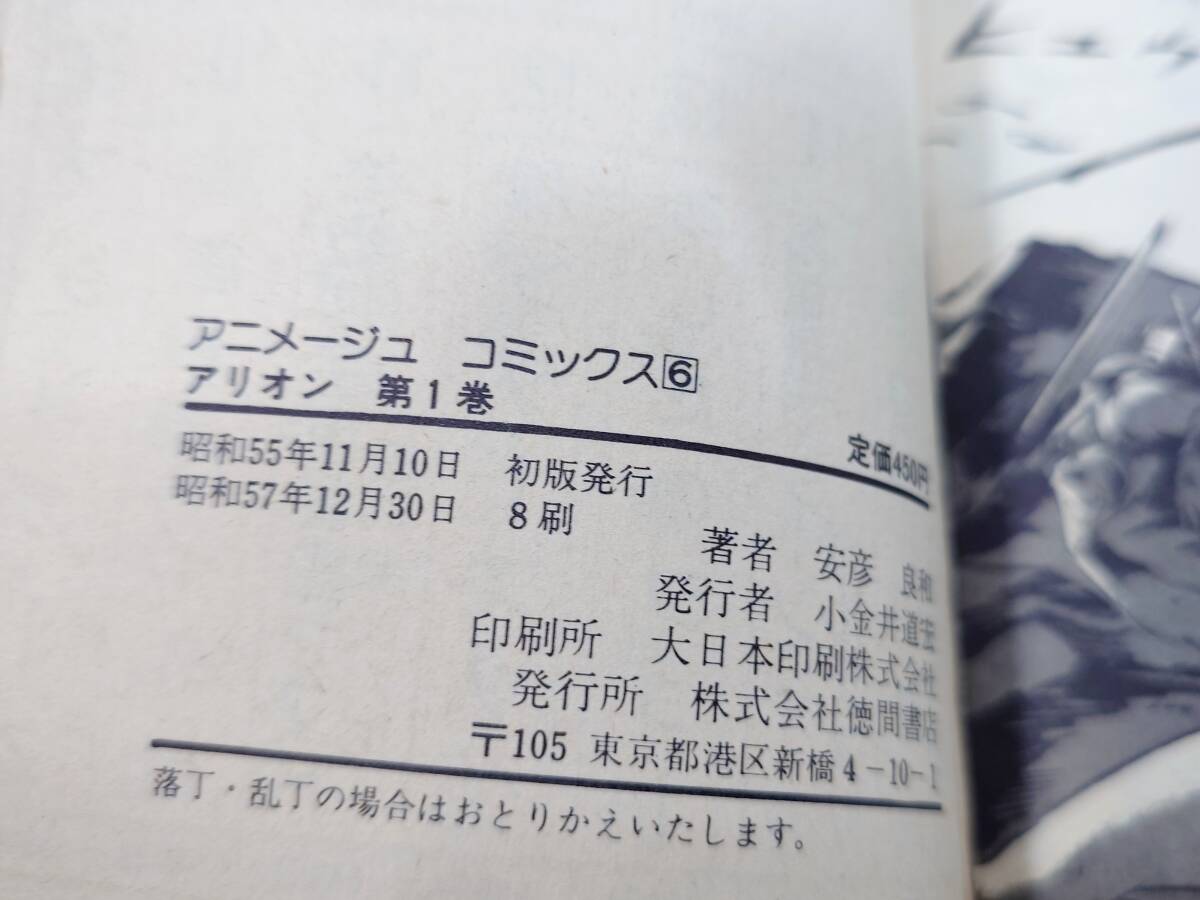 アニメージュ コミックス6
アリオン 第1巻
定価450円
昭和55年11月10日 初版発行
昭和57年12月30日 8刷
著者 安彦 良和
発行者 小金井道宏
印刷所 大日本印刷株式会社
発行所 株式会社徳間書店
〒105 東京都港区新橋4-10-1
落丁・乱丁の場合はおとりかえいたします。